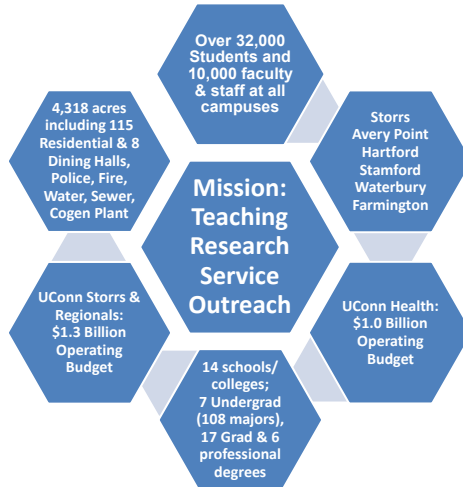 Over 32,000
Students and
10,000 faculty
& staff at all
campuses
4,318 acres
including 115
Residential & 8
Dining Halls,
Police, Fire,
Water, Sewer,
Cogen Plant
Storrs
Avery Point
Hartford
Stamford
Waterbury
Farmington
Mission:
Teaching
Research
Service
Outreach
UConn Storrs &
Regionals:
$1.3 Billion
Operating
Budget
UConn Health:
$1.0 Billion
Operating
Budget
14 schools/
colleges;
7 Undergrad
(108 majors),
17 Grad & 6
professional
degrees